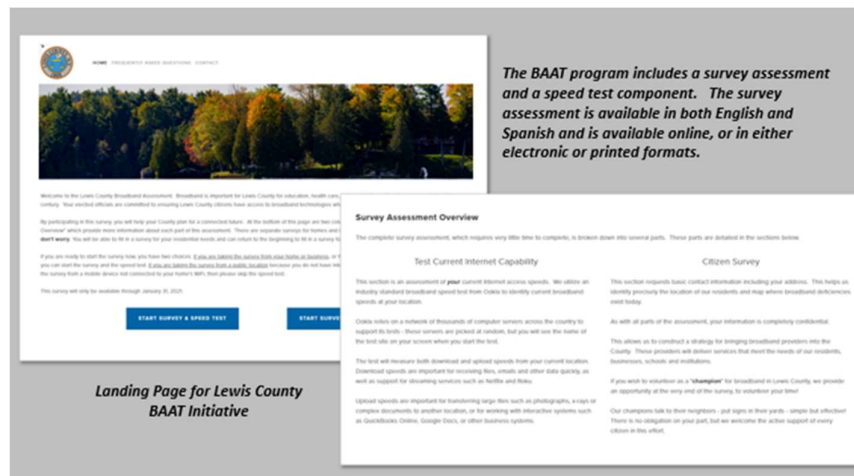 HOME FREQUENTLY ASKED QUESTIONS CONTACT
The BAAT program includes a survey assessment
and a speed test component. The survey
assessment is available in both English and
Spanish and is available online, or in either
electronic or printed formats.
Welcome to the Lewis County Broadband Assessment. Broadband is important for Lewis County for education, health care,
century. Your elected officials are committed to ensuring Lewis County citizens have access to broadband technologies
By participating in this survey, you will help your County plan for a connected future. At the bottom of this page are two
Overview" which provide more information about each part of this assessment. There are separate surveys for homes and
don't worry. You will be able to fill in a survey for your residential needs and can return to the beginning to fill in a survey
If you are ready to start the survey now, you have two choices. If you are taking the survey from your home or business, or
you can start the survey and the speed test. If you are taking the survey from a public location because you do not have
the survey from a mobile device not connected to your home's WiFi, then please skip the speed test.
This survey will only be available through January 31, 2021.
START SURVEY & SPEED TEST
START SURVE
Landing Page for Lewis County
BAAT Initiative
Survey Assessment Overview
The complete survey assessment, which requires very little time to complete, is broken down into several parts. These parts are detailed in the sections below.
Test Current Internet Capability
This section is an assessment of your current internet access speeds. We utilize an
industry standard broadband speed test from Ookla to identify current broadband
speeds at your location.
Ookla relies on a network of thousands of computer servers across the country to
support its tests - these servers are picked at random, but you will see the name of
the test site on your screen when you start the test.
The test will measure both download and upload speeds from your current location.
Download speeds are important for receiving files, emails and other data quickly, as
well as support for streaming services such as Netflix and Roku.
Upload speeds are important for transferring large files such as photographs, x-rays or
complex documents to another location, or for working with interactive systems such
as QuickBooks Online, Google Docs, or other business systems.
Citizen Survey
This section requests basic contact information including your address. This helps us
identify precisely the location of our residents and map where broadband deficiencies
exist today.
As with all parts of the assessment, your information is completely confidential.
This allows us to construct a strategy for bringing broadband providers into the
County. These providers will deliver services that meet the needs of our residents,
businesses, schools and institutions.
If you wish to volunteer as a "champion" for broadband in Lewis County, we provide
an opportunity at the very end of the survey, to volunteer your time!
Our champions talk to their neighbors - put signs in their yards - simple but effective!
There is no obligation on your part, but we welcome the active support of every
citizen in this effort.